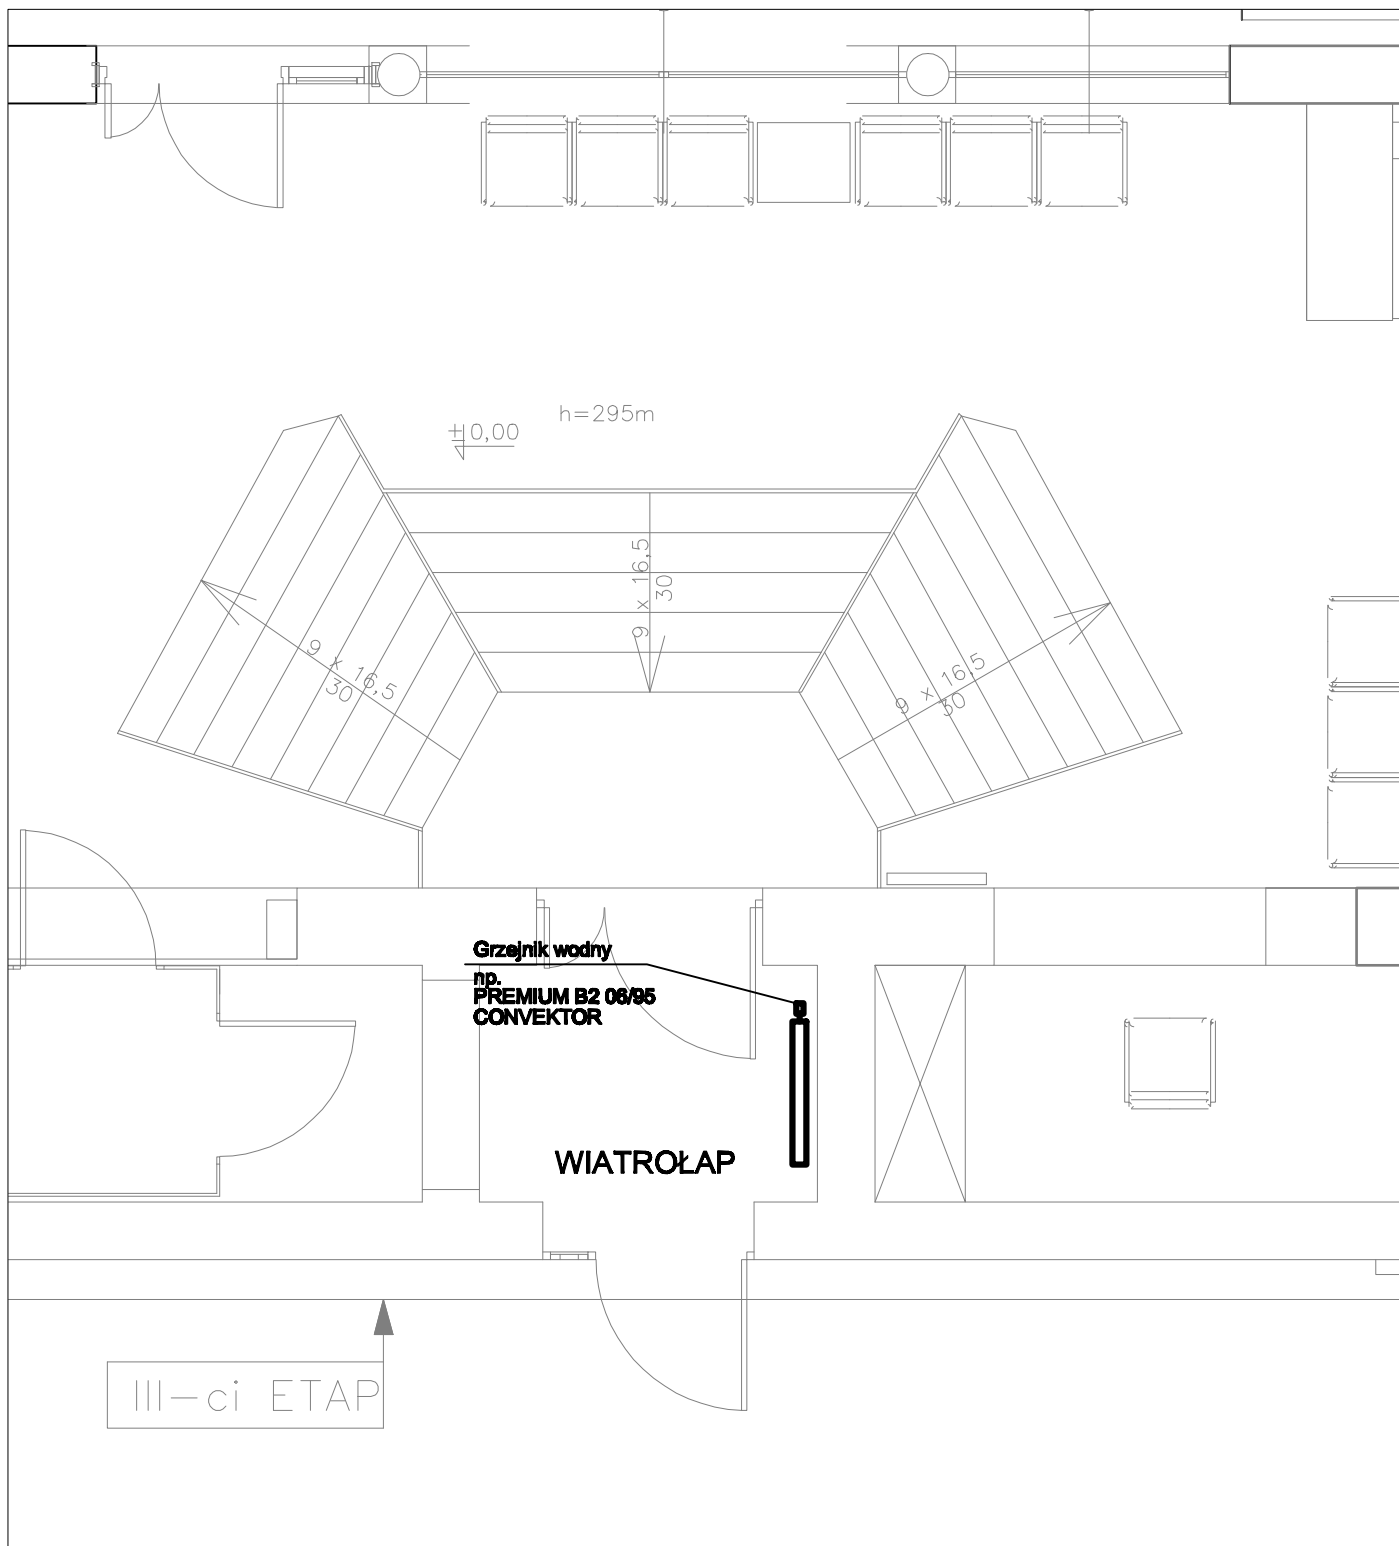 h=295m
±0,00
9 x 16,5
30
9 x 16,5
30
9 x 16,5
30
Grzejnik wodny
np.
PREMIUM B2 06/95
CONVEKTOR
WIATROŁAP
III-ci ETAP